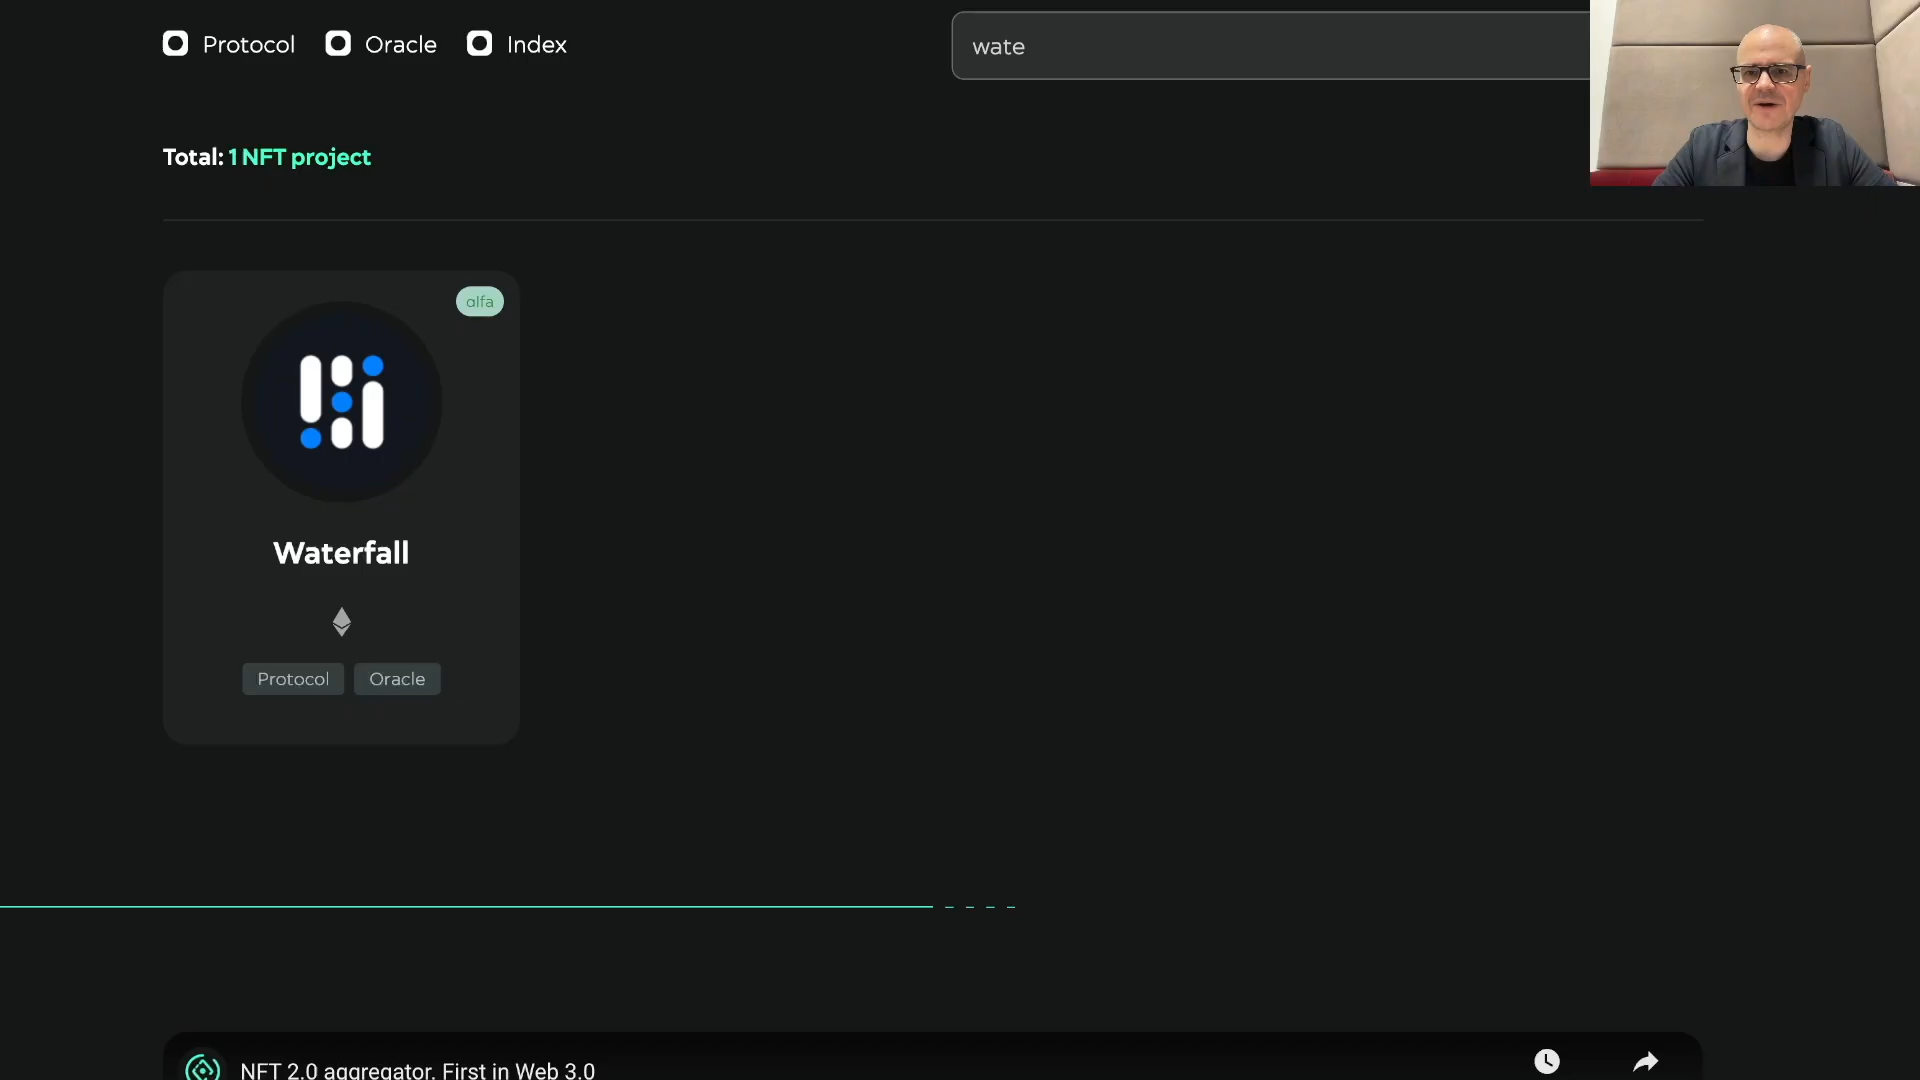 Protocol Oracle Index
wate
Total: 1 NFT project
alfa
Waterfall
Protocol Oracle
NFT 2.0 aggregator. First in Web 3.0